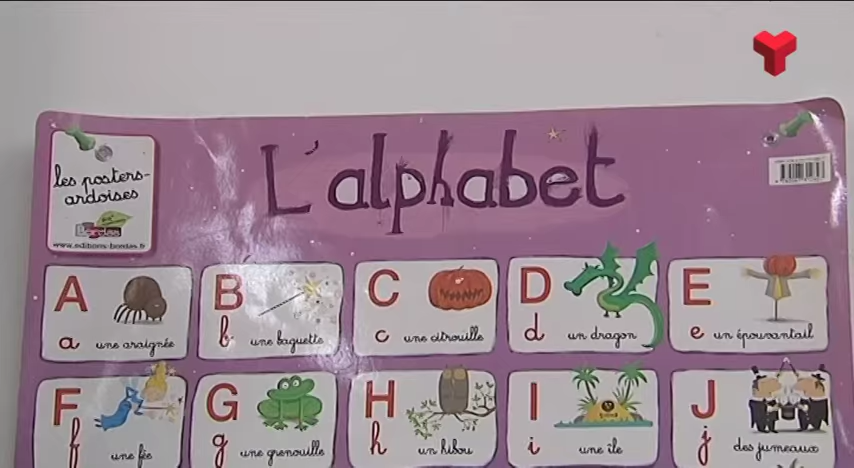 L'alphabet
les posters-
ardoises
Bordas
www.editions-bordas.fr
A
a une araignée
B
b une baguette
C
c une citrouille
D
d un dragon
E
e un épouvantail
F
f une fée
G
g une grenouille
H
h un hibou
I
i une île
J
j des jumeaux